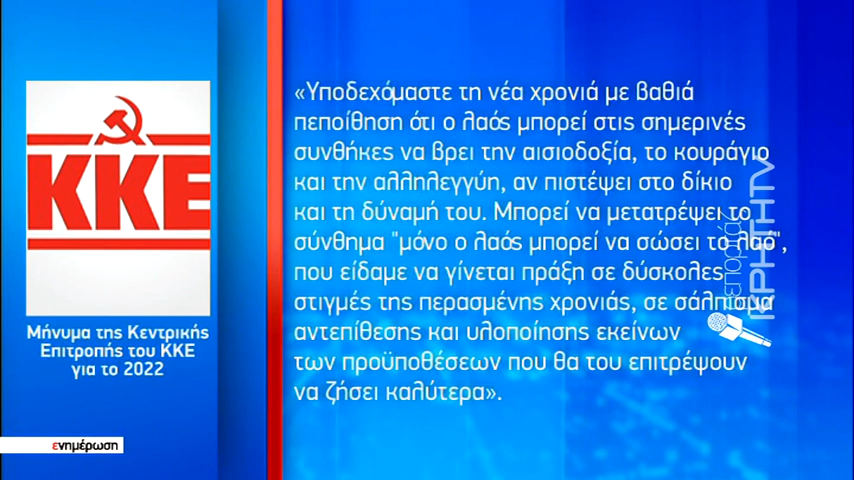 KKE
Μήνυμα της Κεντρικής
Επιτροπής του ΚΚΕ
για το 2022
«Υποδεχόμαστε τη νέα χρονιά με βαθιά
πεποίθηση ότι ο λαός μπορεί στις σημερινές
συνθήκες να βρει την αισιοδοξία, το κουράγιο
και την αλληλεγγύη, αν πιστέψει στο δίκιο
και τη δύναμή του. Μπορεί να μετατρέψει το
σύνθημα "μόνο ο λαός μπορεί να σώσει το λαό",
που είδαμε να γίνεται πράξη σε δύσκολες
στιγμές της περασμένης χρονιάς, σε σάλπισμα
αντεπίθεσης και υλοποίησης εκείνων
των προϋποθέσεων που θα του επιτρέψουν
να ζήσει καλύτερα».
ρεπορτάζ
KPHTHTV
ενημέρωση